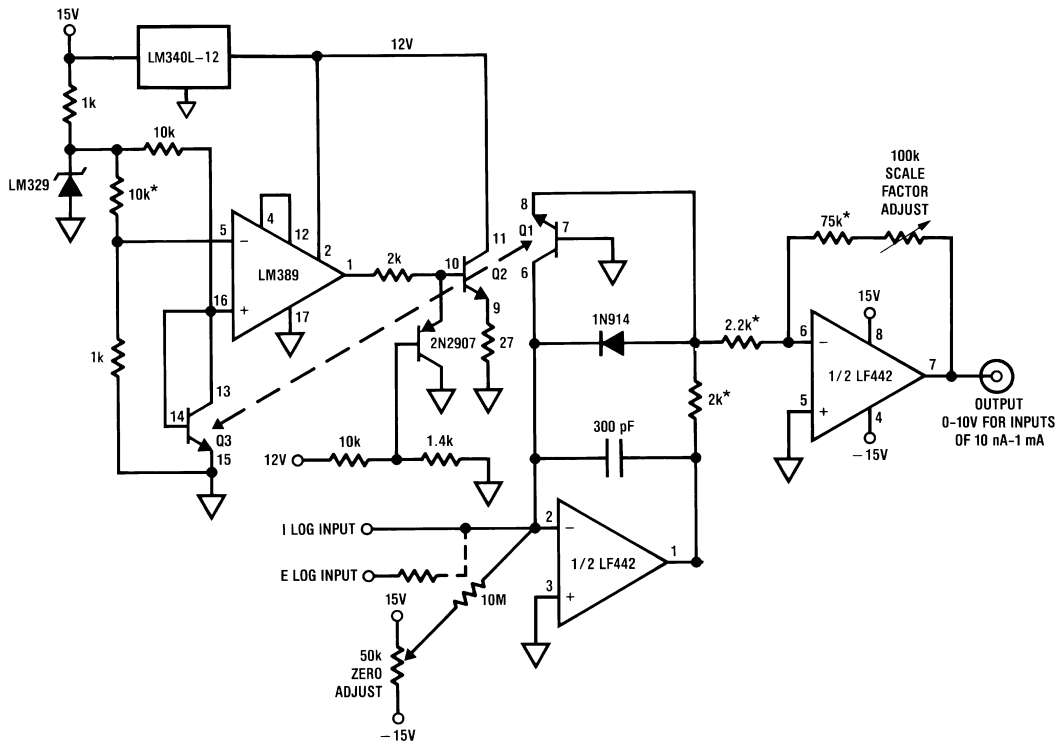 15V
LM340L-12
12V
1k
10k
LM329
10k*
100k
SCALE
FACTOR
ADJUST
75k*
8
7
Q1
6
4
12
5
−
2
11
LM389
1
2k
10
Q2
16
+
17
9
15V
8
1N914
2.2k*
6
−
7
1/2 LF442
2N2907
27
5
+
4
−15V
OUTPUT
0-10V FOR INPUTS
OF 10 nA-1 mA
1k
13
14
Q3
15
2k*
300 pF
12V
10k
1.4k
I LOG INPUT
2
−
1/2 LF442
1
E LOG INPUT
10M
3
+
15V
50k
ZERO
ADJUST
−15V